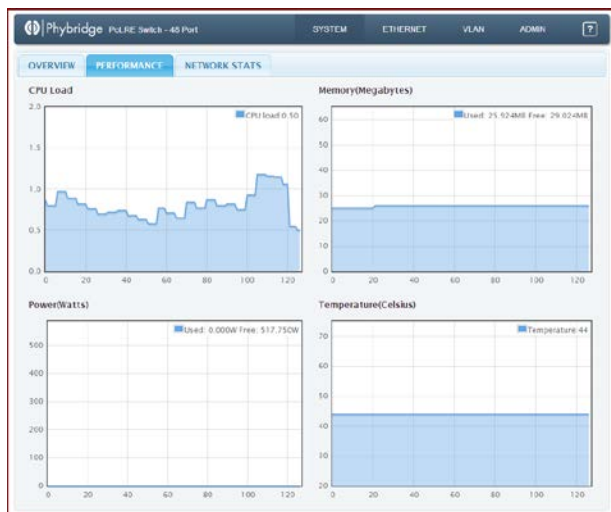 Phybridge PoLRE Switch - 48 Port SYSTEM ETHERNET VLAN ADMIN ?
OVERVIEW PERFORMANCE NETWORK STATS
CPU Load
CPU load 0.50
2.0
1.5
1.0
0.5
0.0
0 20 40 60 80 100 120
Memory(Megabytes)
Used: 25.924MB Free: 29.024MB
60
50
40
30
20
10
0
0 20 40 60 80 100 120
Power(Watts)
Used: 0.000W Free: 517.750W
500
400
300
200
100
0
0 20 40 60 80 100 120
Temperature(Celsius)
Temperature 44
70
60
50
40
30
20
0 20 40 60 80 100 120